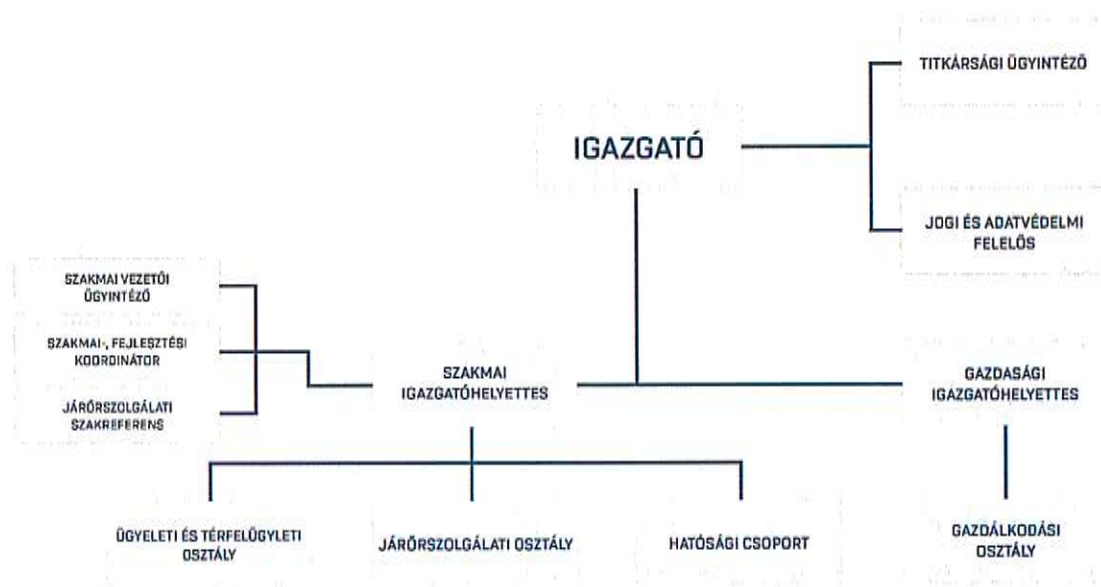 TITKÁRSÁGI ÜGYINTÉZŐ
IGAZGATÓ
JOGI ÉS ADATVÉDELMI
FELELŐS
SZAKMAI VEZETŐI
ÜGYINTÉZŐ
SZAKMAI-, FEJLESZTÉSI
KOORDINÁTOR
JÁRŐRSZOLGÁLATI
SZAKREFERENS
SZAKMAI
IGAZGATÓHELYETTES
GAZDASÁGI
IGAZGATÓHELYETTES
ÜGYELETI ÉS TÉRFELÜGYLETI
OSZTÁLY
JÁRŐRSZOLGÁLATI OSZTÁLY
HATÓSÁGI CSOPORT
GAZDÁLKODÁSI
OSZTÁLY